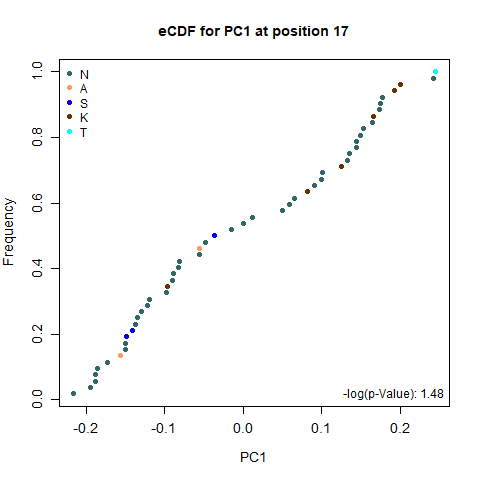 eCDF for PC1 at position 17
N
A
S
K
T
Frequency
0.0
0.2
0.4
0.6
0.8
1.0
-log(p-Value): 1.48
-0.2
-0.1
0.0
0.1
0.2
PC1